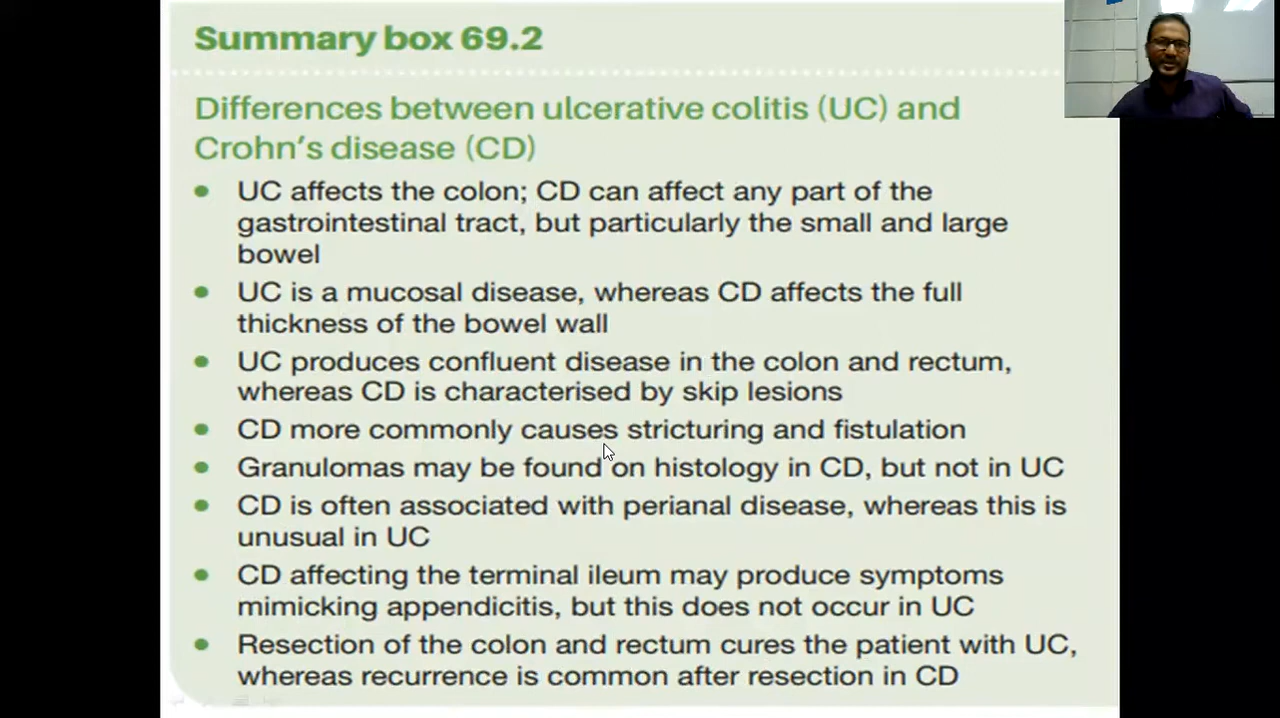 Summary box 69.2
Differences between ulcerative colitis (UC) and
Crohn's disease (CD)
• UC affects the colon; CD can affect any part of the
gastrointestinal tract, but particularly the small and large
bowel
• UC is a mucosal disease, whereas CD affects the full
thickness of the bowel wall
• UC produces confluent disease in the colon and rectum,
whereas CD is characterised by skip lesions
• CD more commonly causes stricturing and fistulation
• Granulomas may be found on histology in CD, but not in UC
• CD is often associated with perianal disease, whereas this is
unusual in UC
• CD affecting the terminal ileum may produce symptoms
mimicking appendicitis, but this does not occur in UC
• Resection of the colon and rectum cures the patient with UC,
whereas recurrence is common after resection in CD